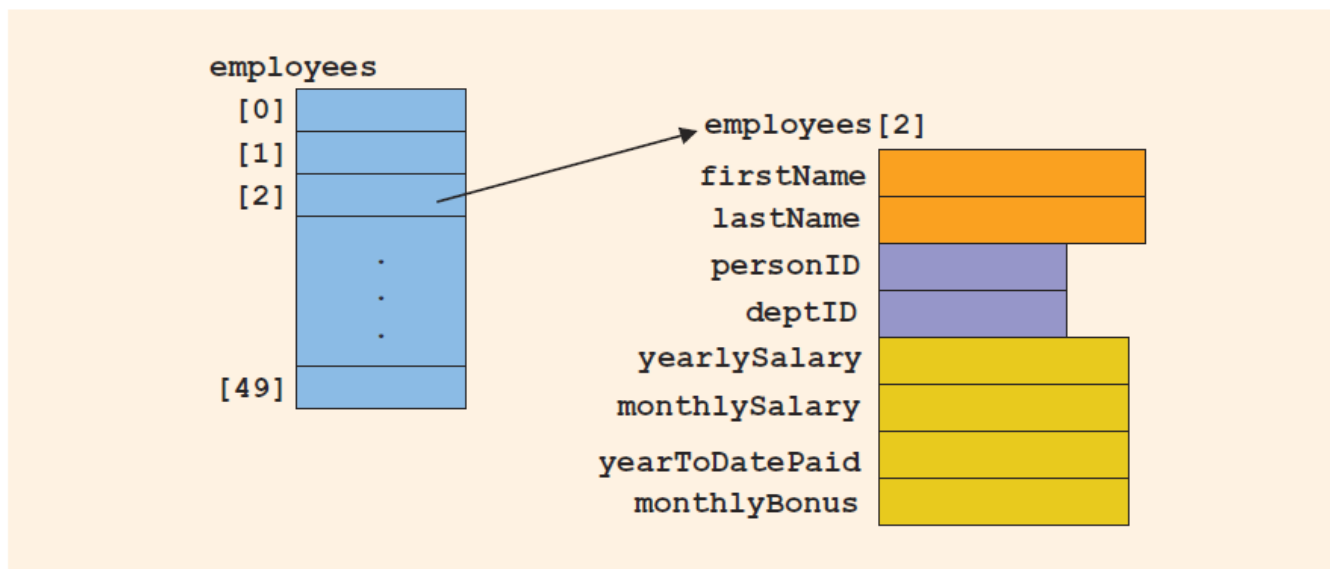 employees
[0]
[1]
[2]
.
.
.
[49]
employees[2]
firstName
lastName
personID
deptID
yearlySalary
monthlySalary
yearToDatePaid
monthlyBonus